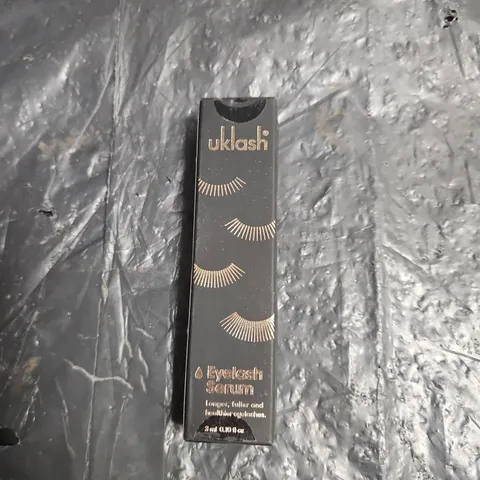 uklash®
Eyelash
Serum
Longer, fuller and
healthier eyelashes.
3 ml 0.10 fl oz